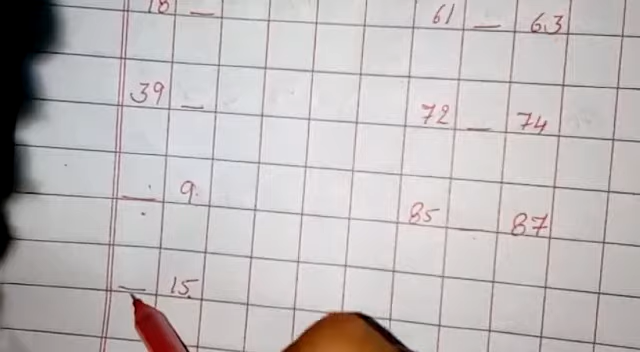 18 _ 61 _ 63
39 _ 72 _ 74
_ 9. 85 _ 87
_ 15.